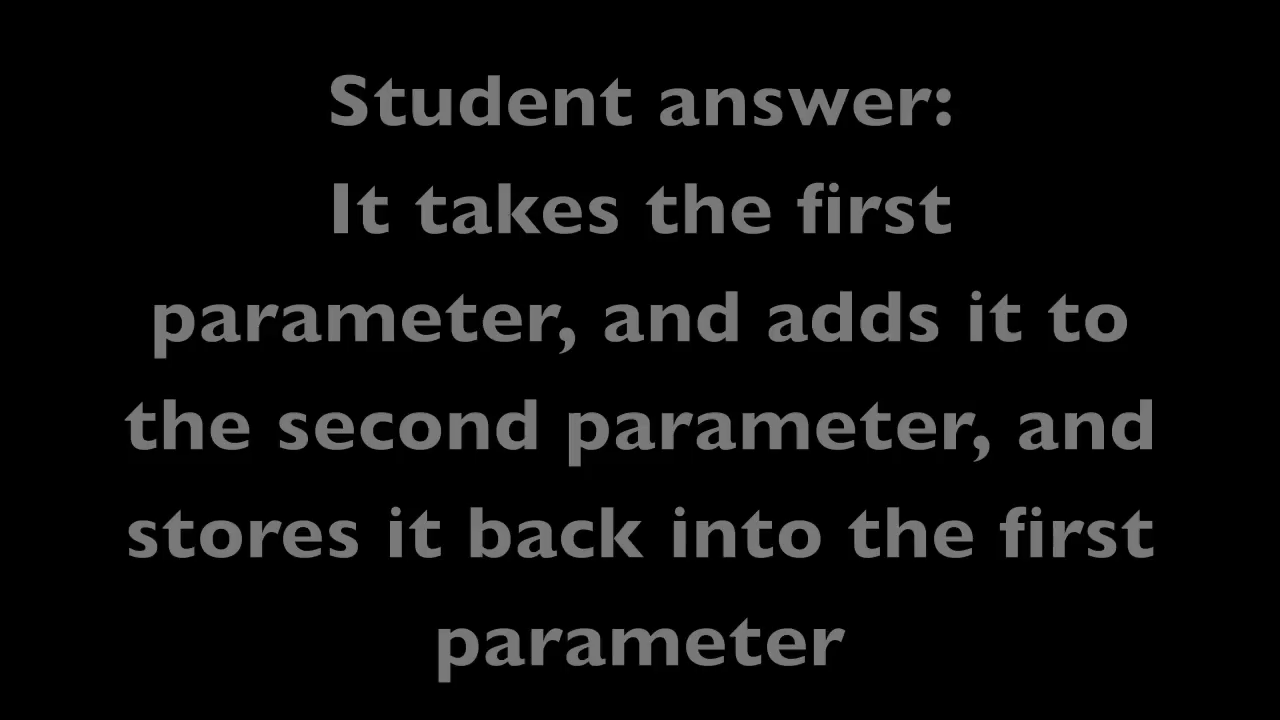 Student answer:
It takes the first
parameter, and adds it to
the second parameter, and
stores it back into the first
parameter